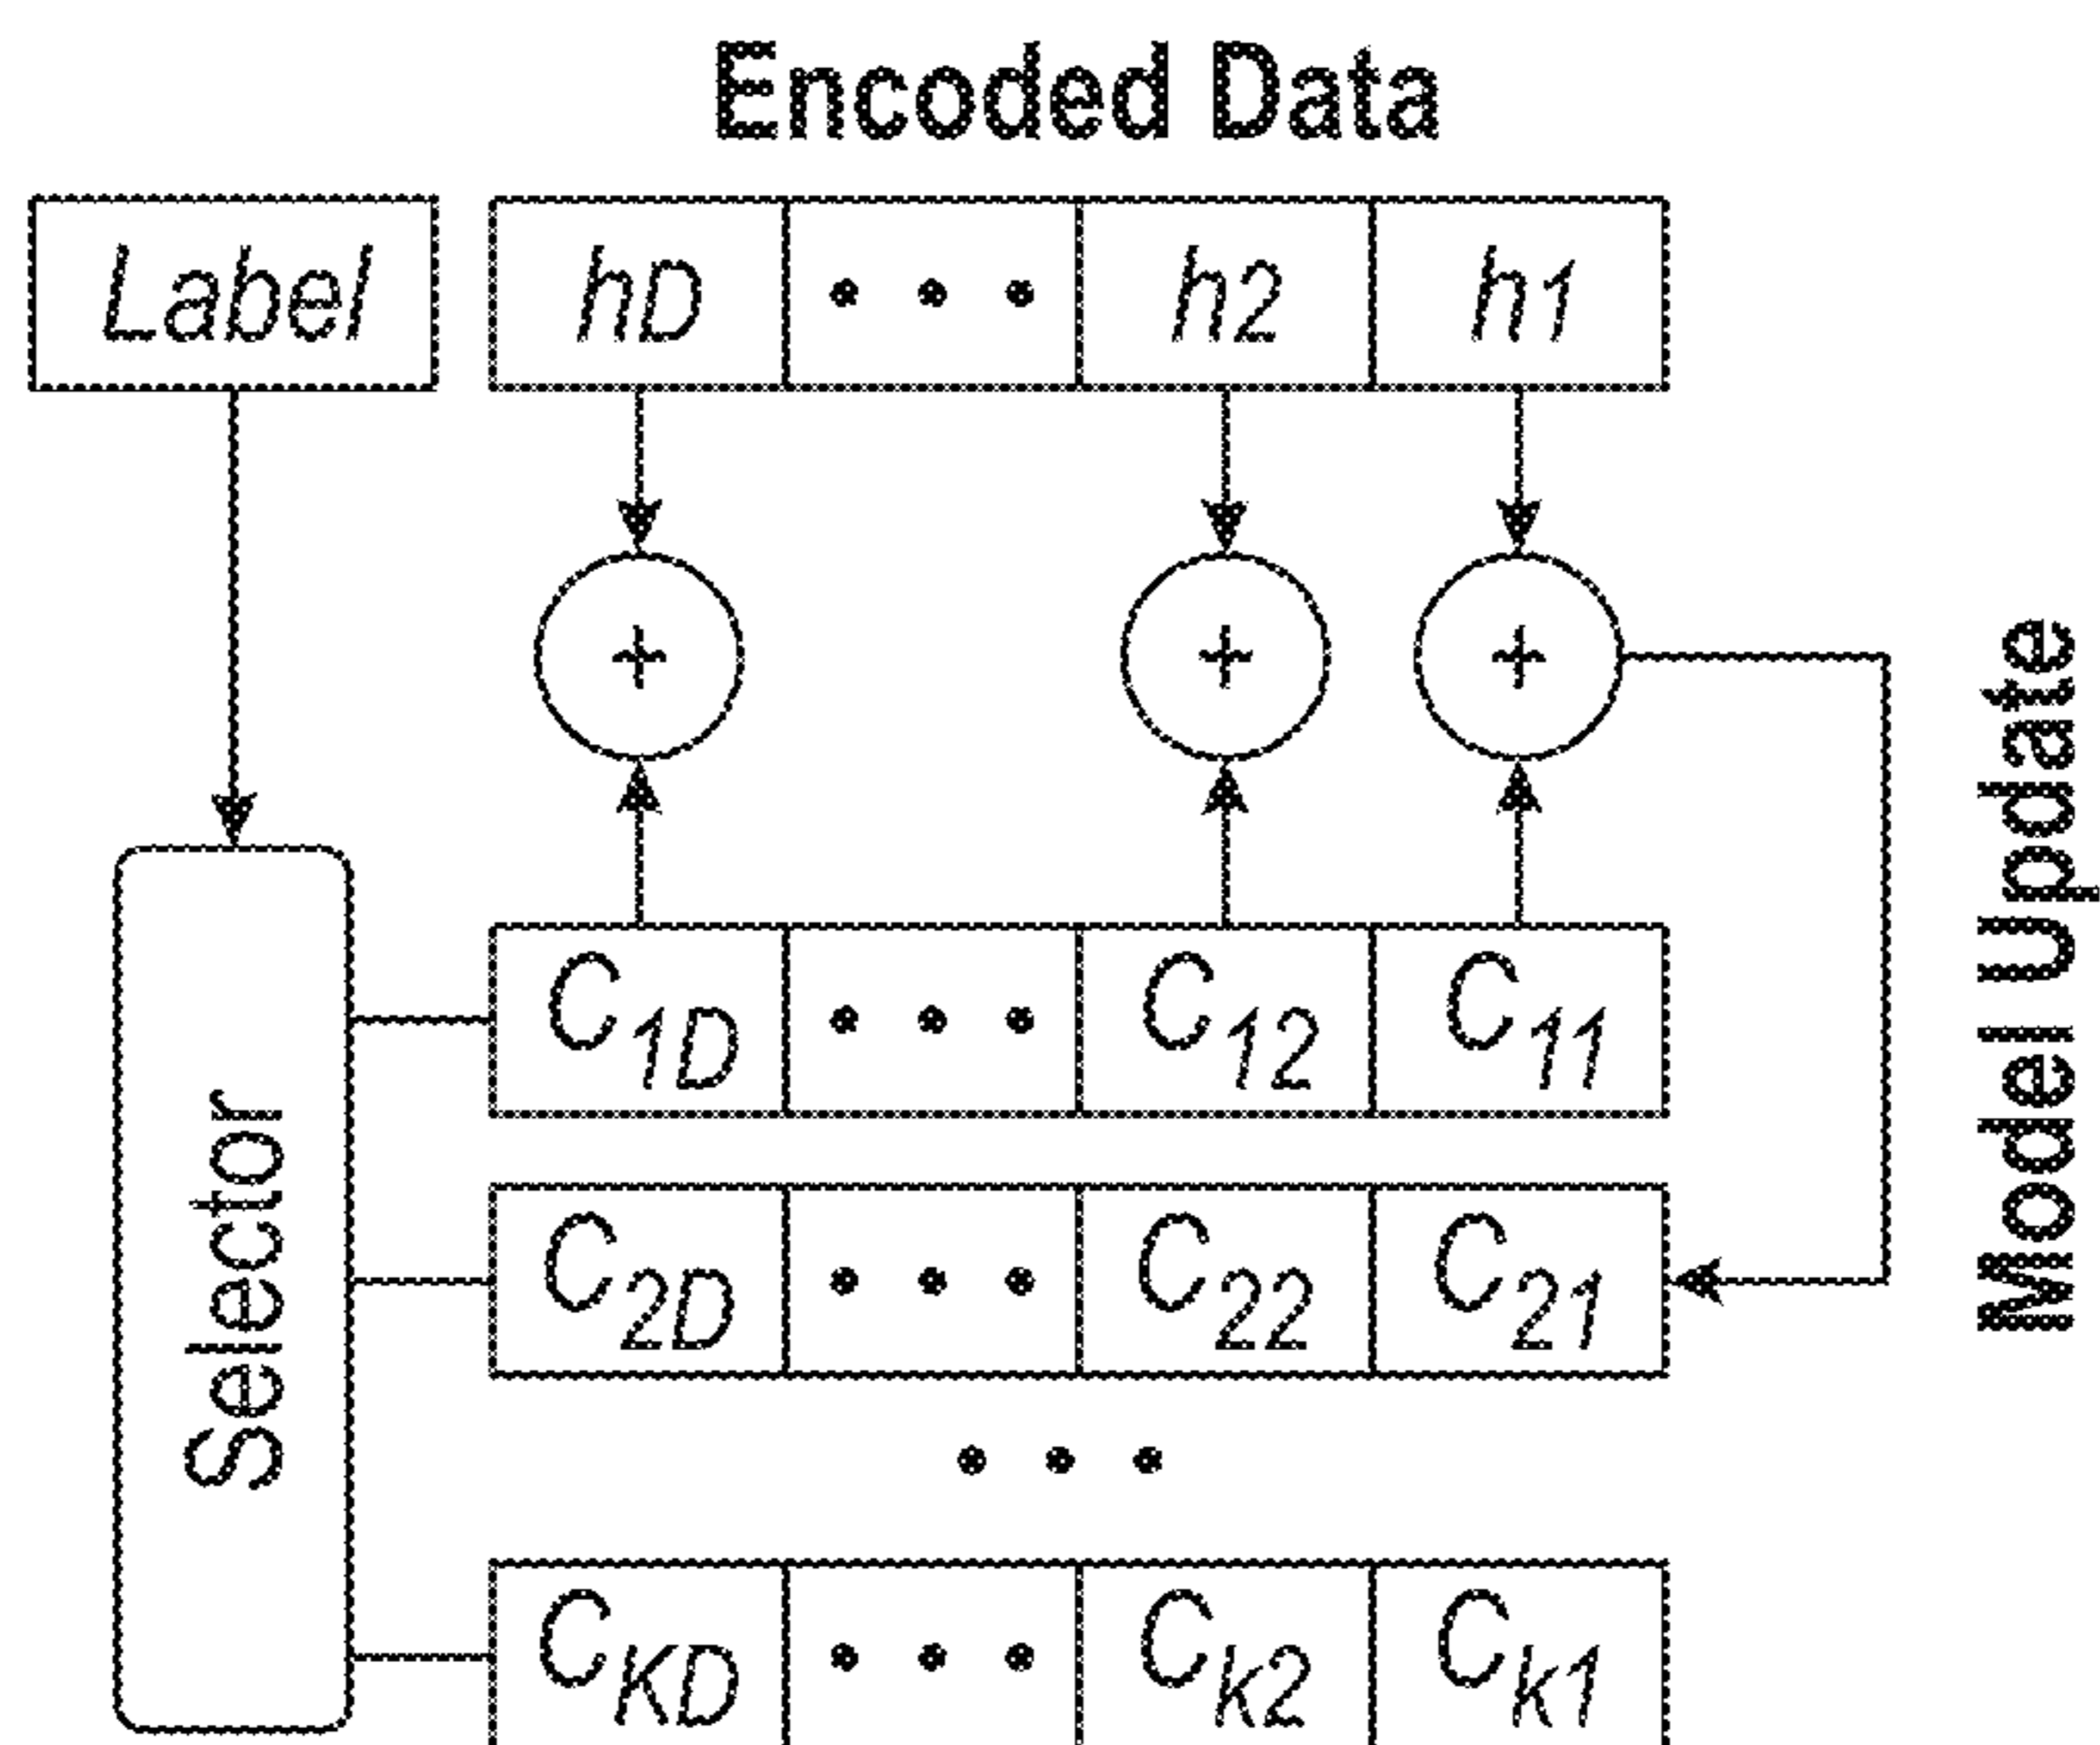 Encoded Data
Label hD • • • h2 h1
+ + +
Model Update
Selector
C1D • • • C12 C11
C2D • • • C22 C21
• • •
CKD • • • Ck2 Ck1